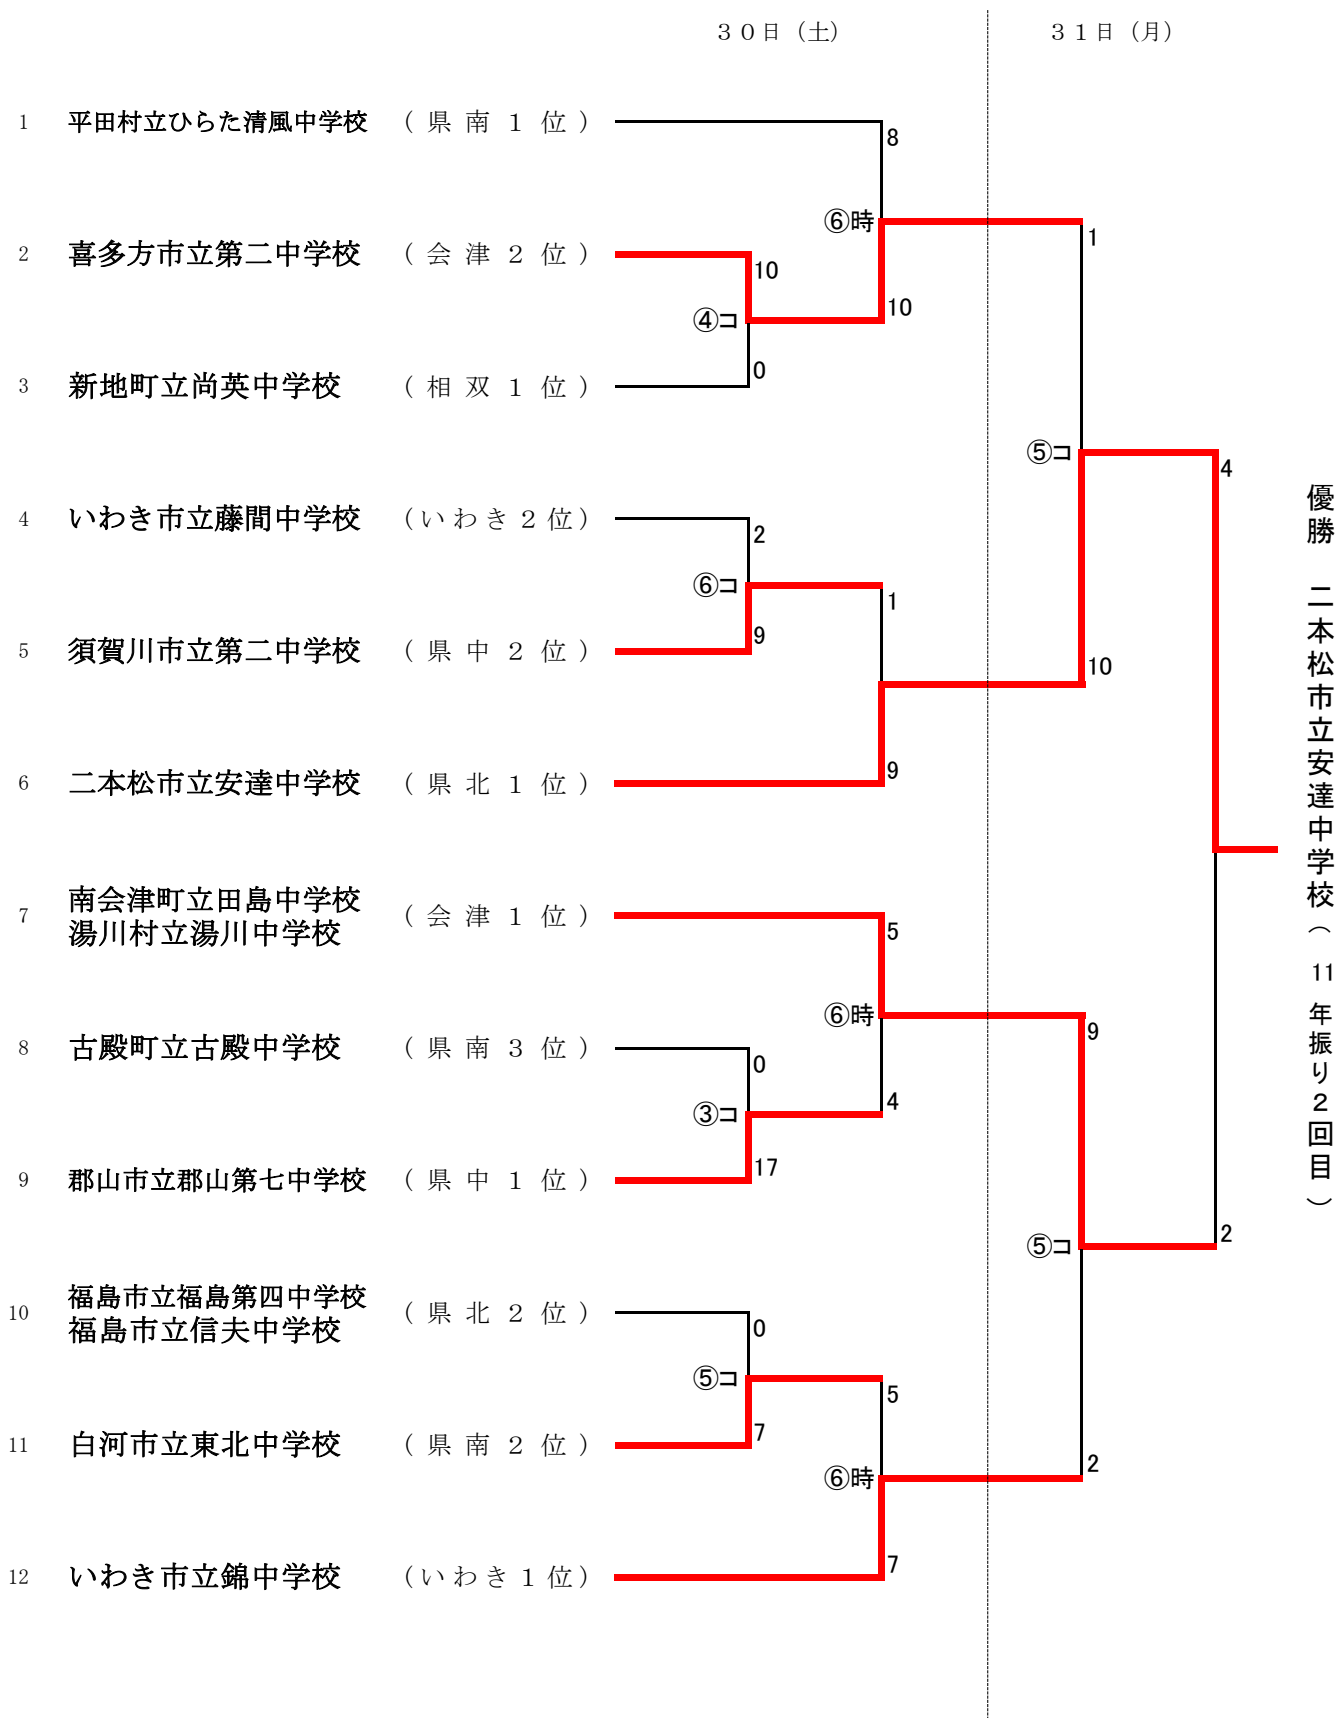 ３０日（土） ３１日（月）
1 平田村立ひらた清風中学校 （県南１位）
8
⑥時
1
2 喜多方市立第二中学校 （会津２位）
10
10
④コ
0
3 新地町立尚英中学校 （相双１位）
⑤コ
4
4 いわき市立藤間中学校 （いわき２位）
2
⑥コ
1
9
5 須賀川市立第二中学校 （県中２位）
10
9
6 二本松市立安達中学校 （県北１位）
7 南会津町立田島中学校
湯川村立湯川中学校 （会津１位）
5
⑥時
9
8 古殿町立古殿中学校 （県南３位）
0
4
③コ
17
9 郡山市立郡山第七中学校 （県中１位）
2
⑤コ
10 福島市立福島第四中学校
福島市立信夫中学校 （県北２位）
0
⑤コ
5
7
11 白河市立東北中学校 （県南２位）
2
⑥時
7
12 いわき市立錦中学校 （いわき１位）
優勝　二本松市立安達中学校（11年振り２回目）